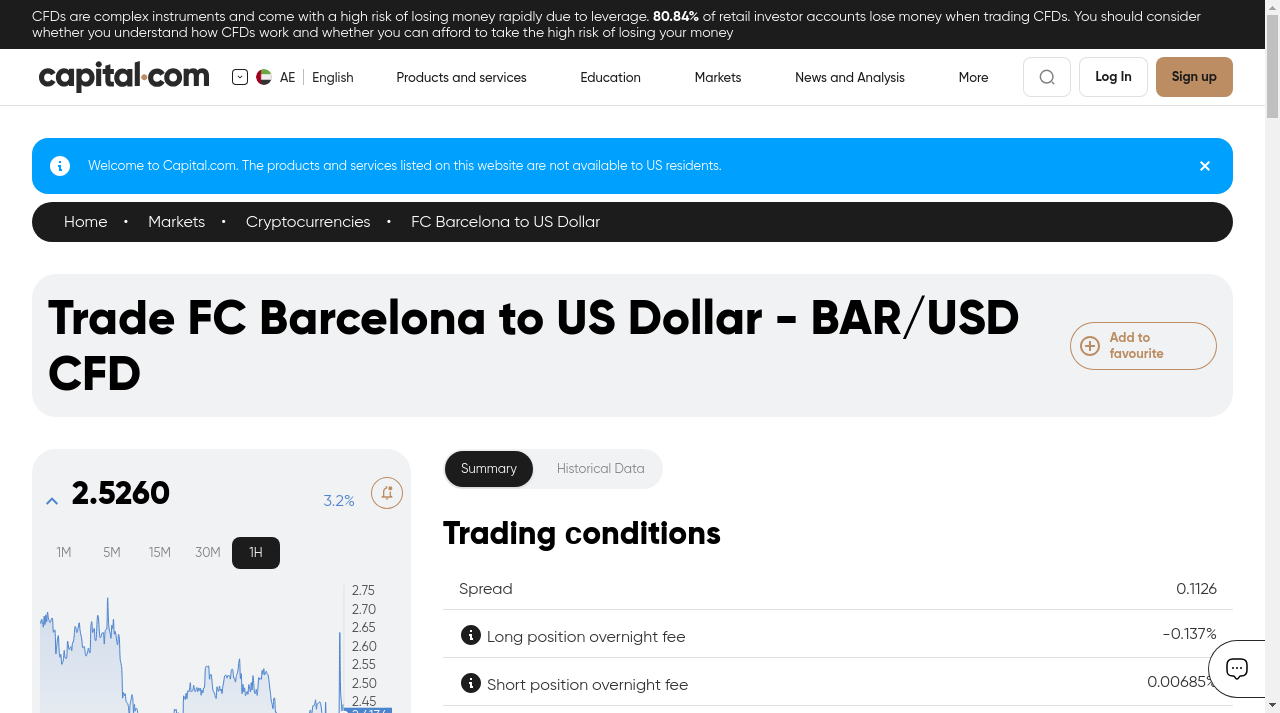 CFDs are complex instruments and come with a high risk of losing money rapidly due to leverage. 80.84% of retail investor accounts lose money when trading CFDs. You should consider
whether you understand how CFDs work and whether you can afford to take the high risk of losing your money
capital.com
AE English Products and services Education Markets News and Analysis More Log In Sign up
Welcome to Capital.com. The products and services listed on this website are not available to US residents.
Home • Markets • Cryptocurrencies • FC Barcelona to US Dollar
Trade FC Barcelona to US Dollar - BAR/USD
CFD
Add to
favourite
2.5260 3.2%
1M 5M 15M 30M 1H
2.75
2.70
2.65
2.60
2.55
2.50
2.45
Summary Historical Data
Trading conditions
Spread 0.1126
Long position overnight fee -0.137%
Short position overnight fee 0.00685%